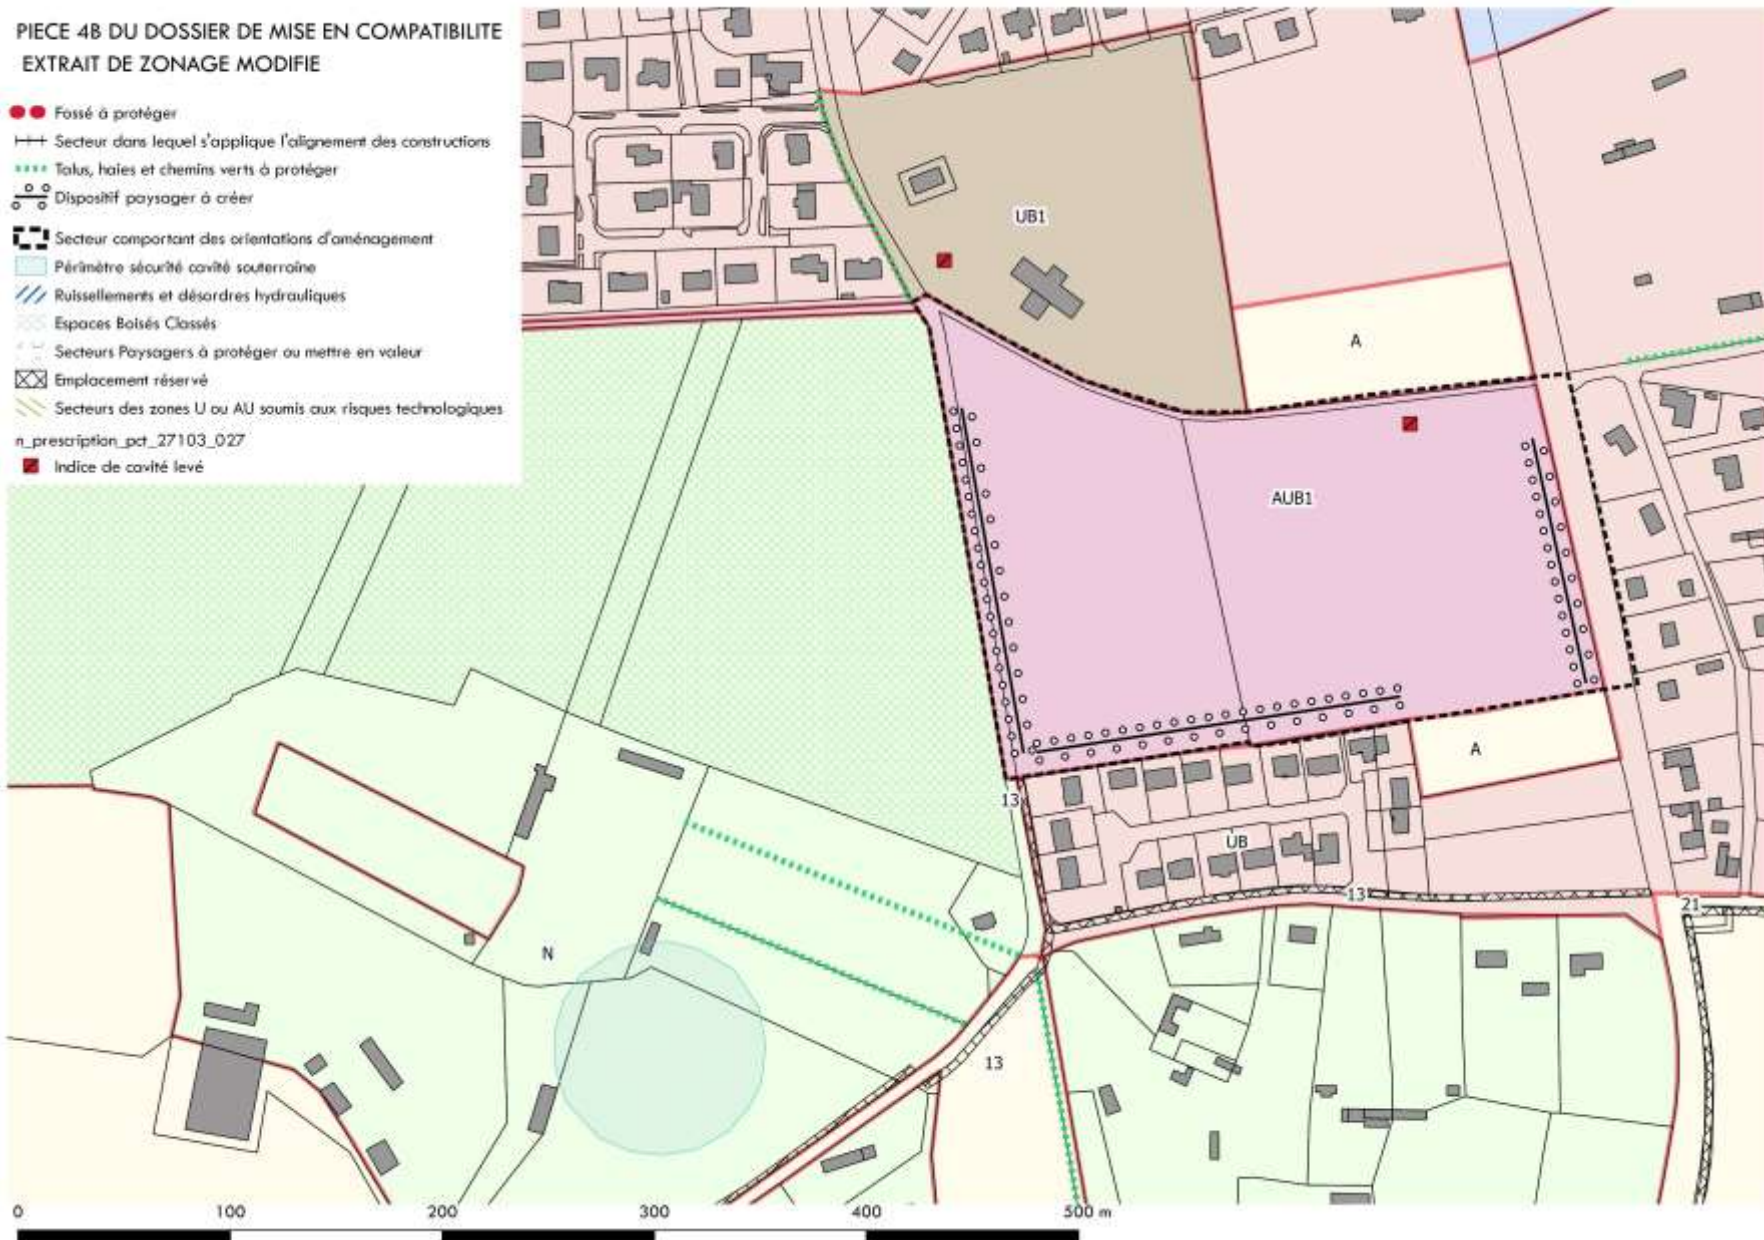 PIECE 4B DU DOSSIER DE MISE EN COMPATIBILITE
EXTRAIT DE ZONAGE MODIFIE
Fossé à protéger
Secteur dans lequel s'applique l'alignement des constructions
Talus, haies et chemins verts à protéger
Dispositif paysager à créer
Secteur comportant des orientations d'aménagement
Périmètre sécurité cavité souterraine
Ruissellements et désordres hydrauliques
Espaces Boisés Classés
Secteurs Paysagers à protéger ou mettre en valeur
Emplacement réservé
Secteurs des zones U ou AU soumis aux risques technologiques
n_prescription_pct_27103_027
Indice de cavité levé
UB1
A
AUB1
A
13
UB
13
21
N
13
0 100 200 300 400 500 m